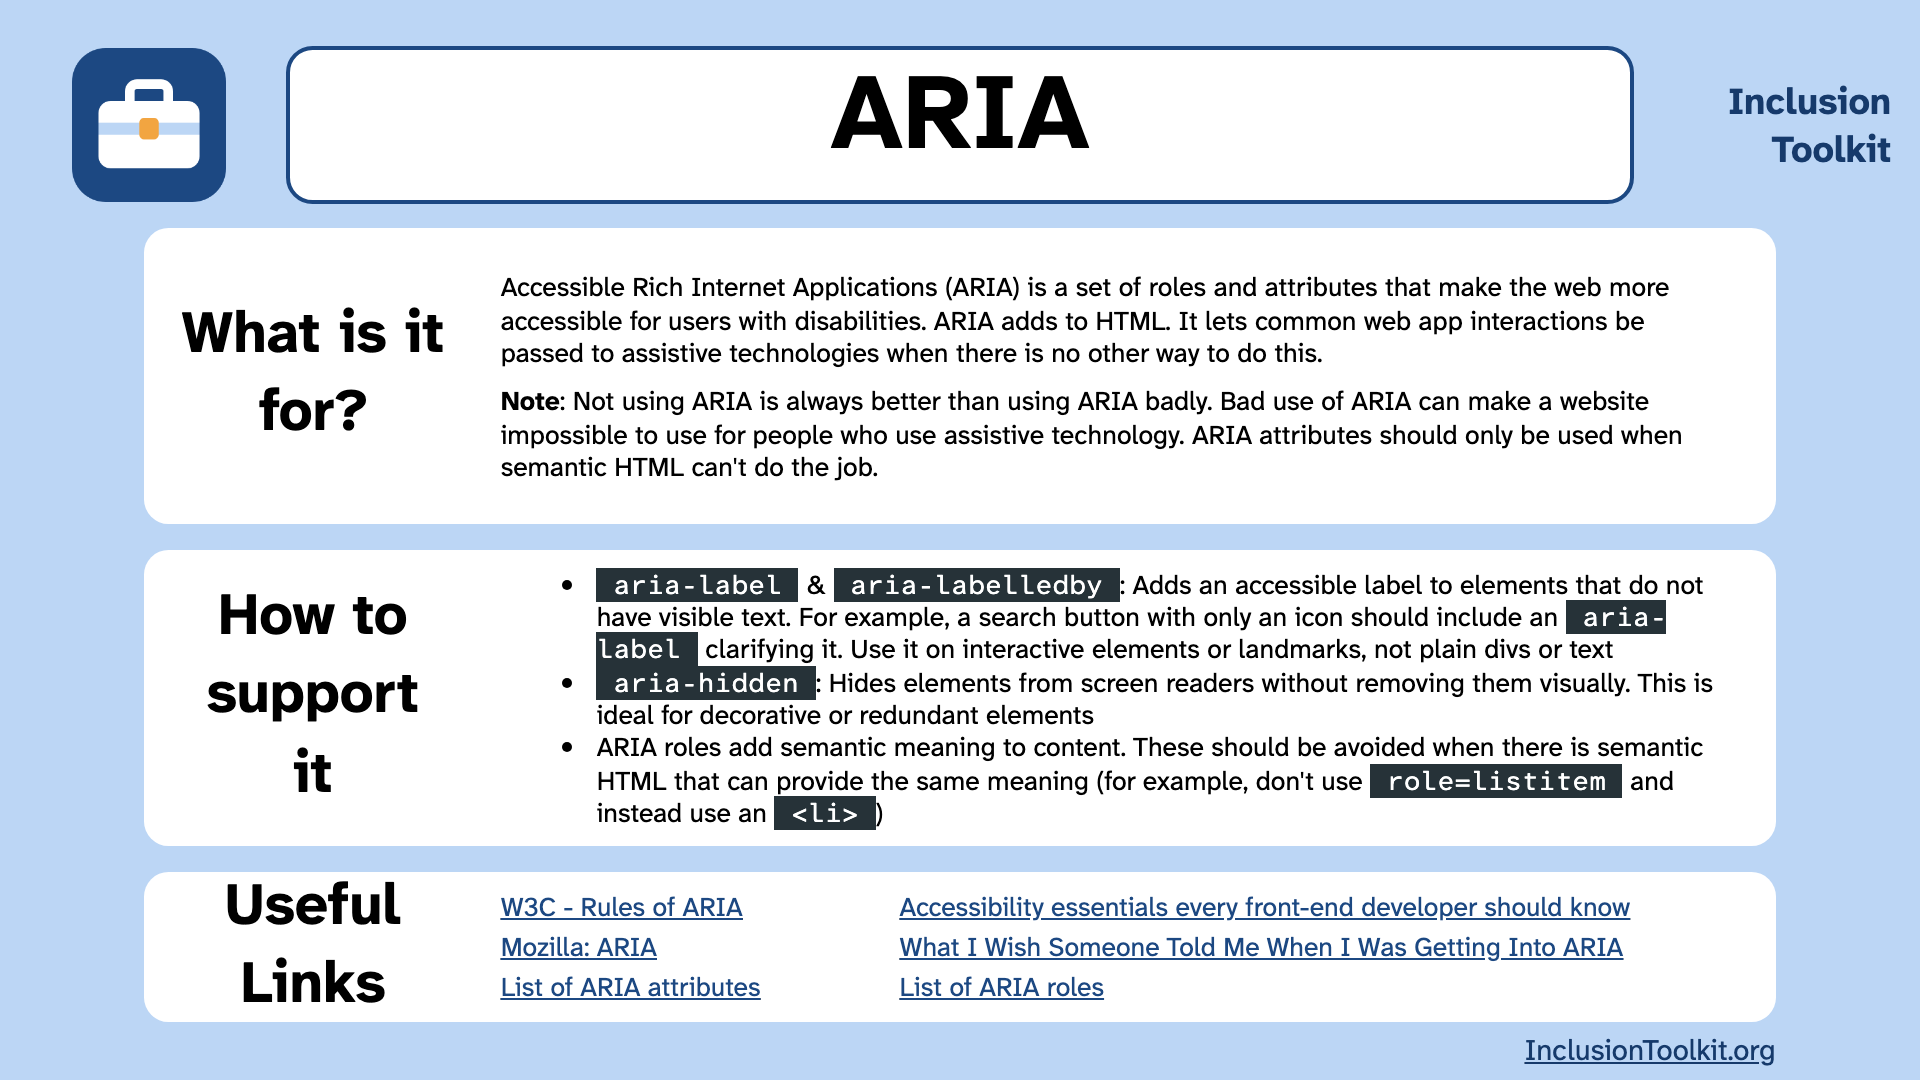 ARIA
Inclusion
Toolkit
What is it
for?
Accessible Rich Internet Applications (ARIA) is a set of roles and attributes that make the web more
accessible for users with disabilities. ARIA adds to HTML. It lets common web app interactions be
passed to assistive technologies when there is no other way to do this.
Note: Not using ARIA is always better than using ARIA badly. Bad use of ARIA can make a website
impossible to use for people who use assistive technology. ARIA attributes should only be used when
semantic HTML can't do the job.
How to
support
it
• aria-label & aria-labelledby : Adds an accessible label to elements that do not
have visible text. For example, a search button with only an icon should include an aria-
label clarifying it. Use it on interactive elements or landmarks, not plain divs or text
• aria-hidden : Hides elements from screen readers without removing them visually. This is
ideal for decorative or redundant elements
• ARIA roles add semantic meaning to content. These should be avoided when there is semantic
HTML that can provide the same meaning (for example, don't use role=listitem and
instead use an <li> )
Useful
Links
W3C - Rules of ARIA
Mozilla: ARIA
List of ARIA attributes
Accessibility essentials every front-end developer should know
What I Wish Someone Told Me When I Was Getting Into ARIA
List of ARIA roles
InclusionToolkit.org